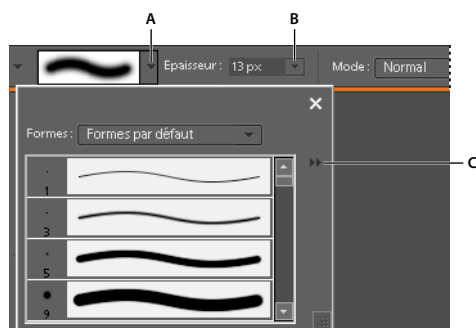 A
B
Epaisseur : 13 px
Mode : Normal
Formes : Formes par défaut
C
1
3
5
9